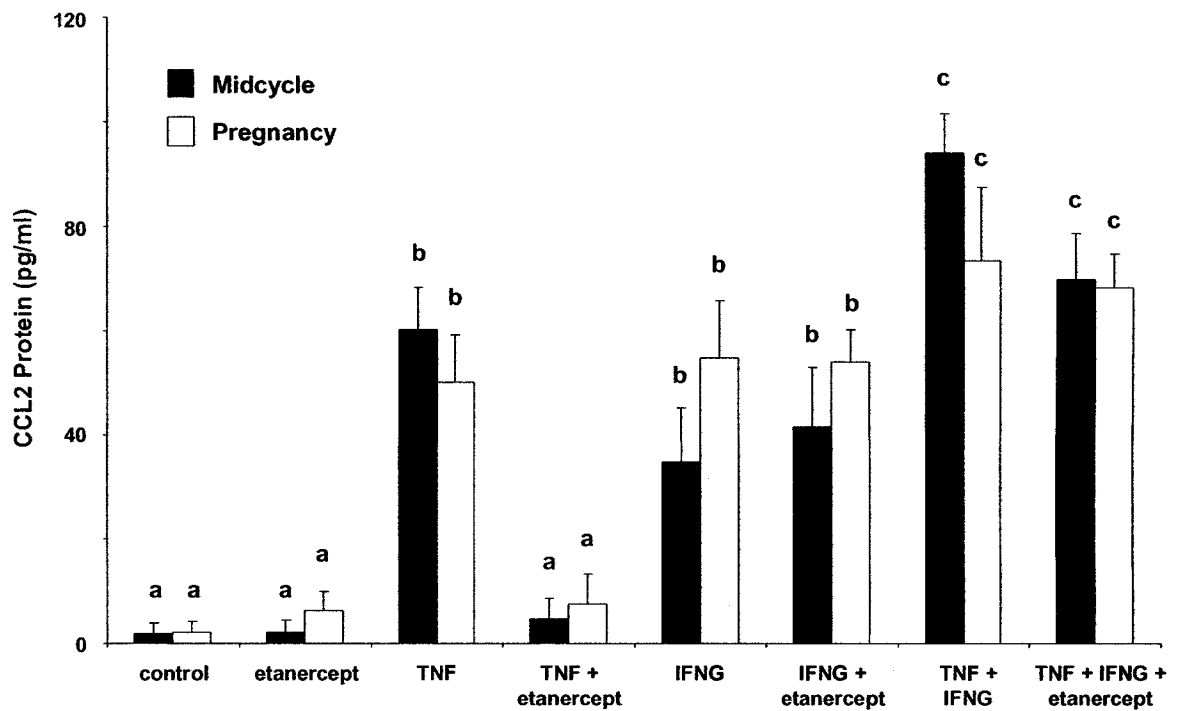 120
80
40
0
CCL2 Protein (pg/ml)
Midcycle
Pregnancy
a a
a a
b b
a a
b b
b b
c c
c c
control
etanercept
TNF
TNF +
etanercept
IFNG
IFNG +
etanercept
TNF +
IFNG
TNF + IFNG +
etanercept